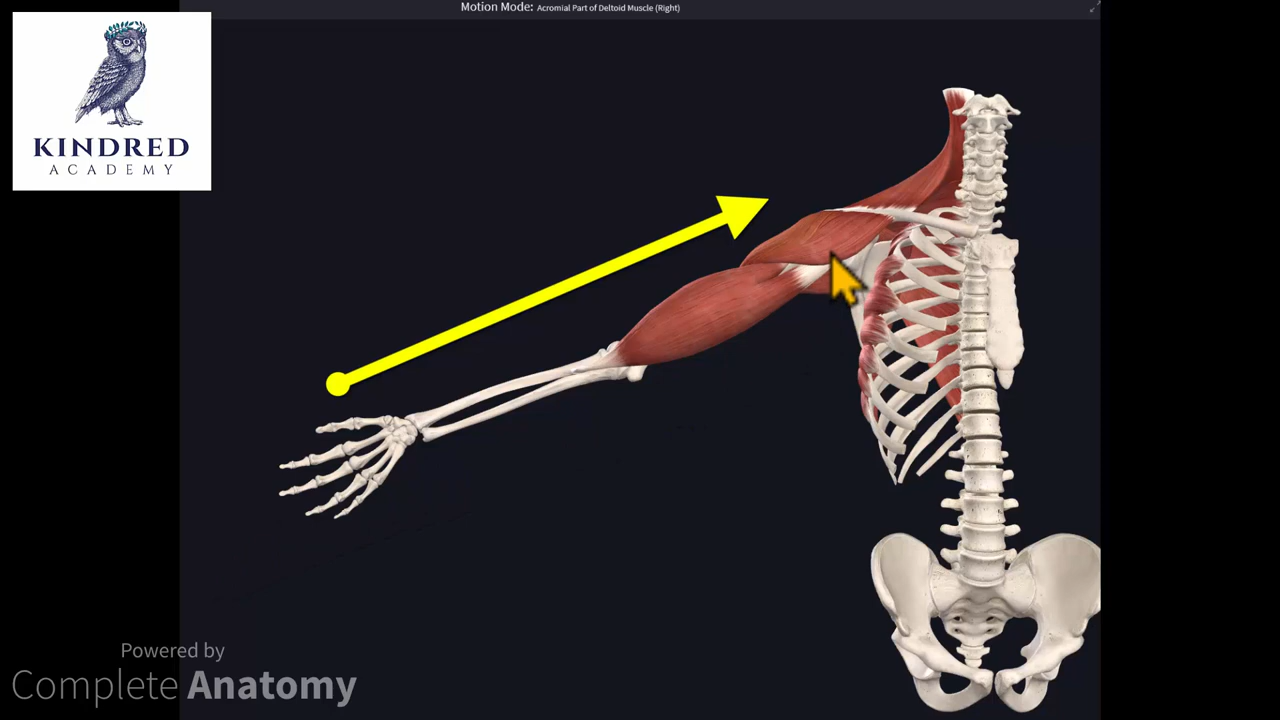 Motion Mode: Acromial Part of Deltoid Muscle (Right)
KINDRED
ACADEMY
Powered by
Complete Anatomy